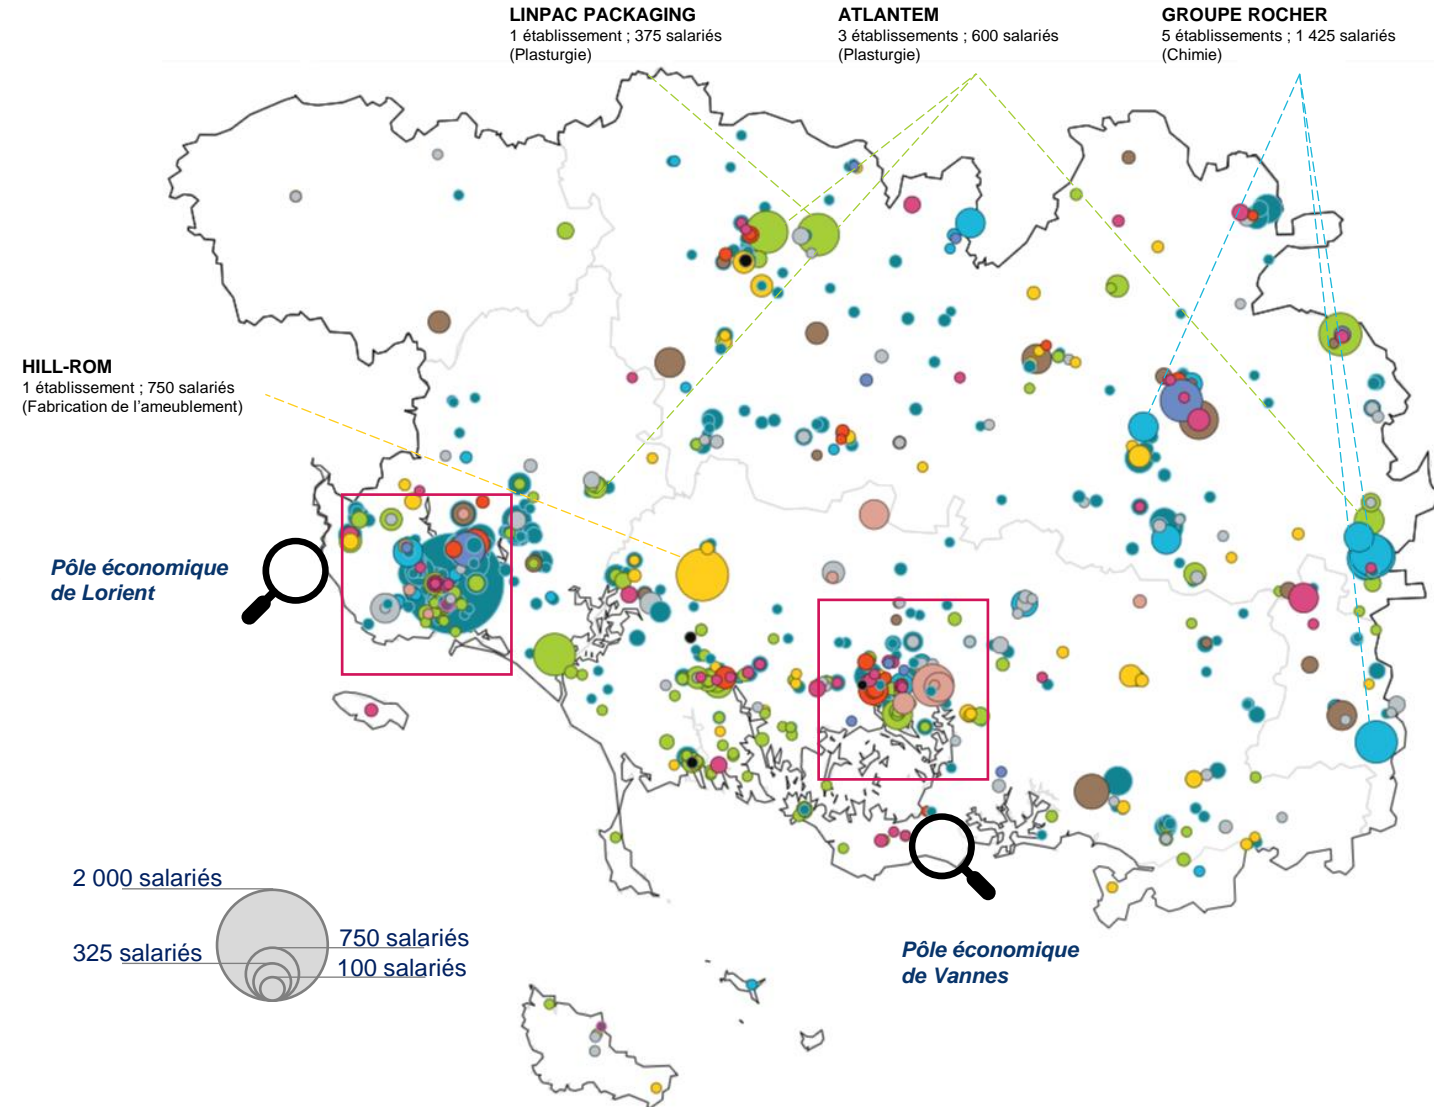 LINPAC PACKAGING
1 établissement ; 375 salariés
(Plasturgie)
ATLANTEM
3 établissements ; 600 salariés
(Plasturgie)
GROUPE ROCHER
5 établissements ; 1 425 salariés
(Chimie)
HILL-ROM
1 établissement ; 750 salariés
(Fabrication de l'ameublement)
Pôle économique
de Lorient
2 000 salariés
325 salariés
750 salariés
100 salariés
Pôle économique
de Vannes